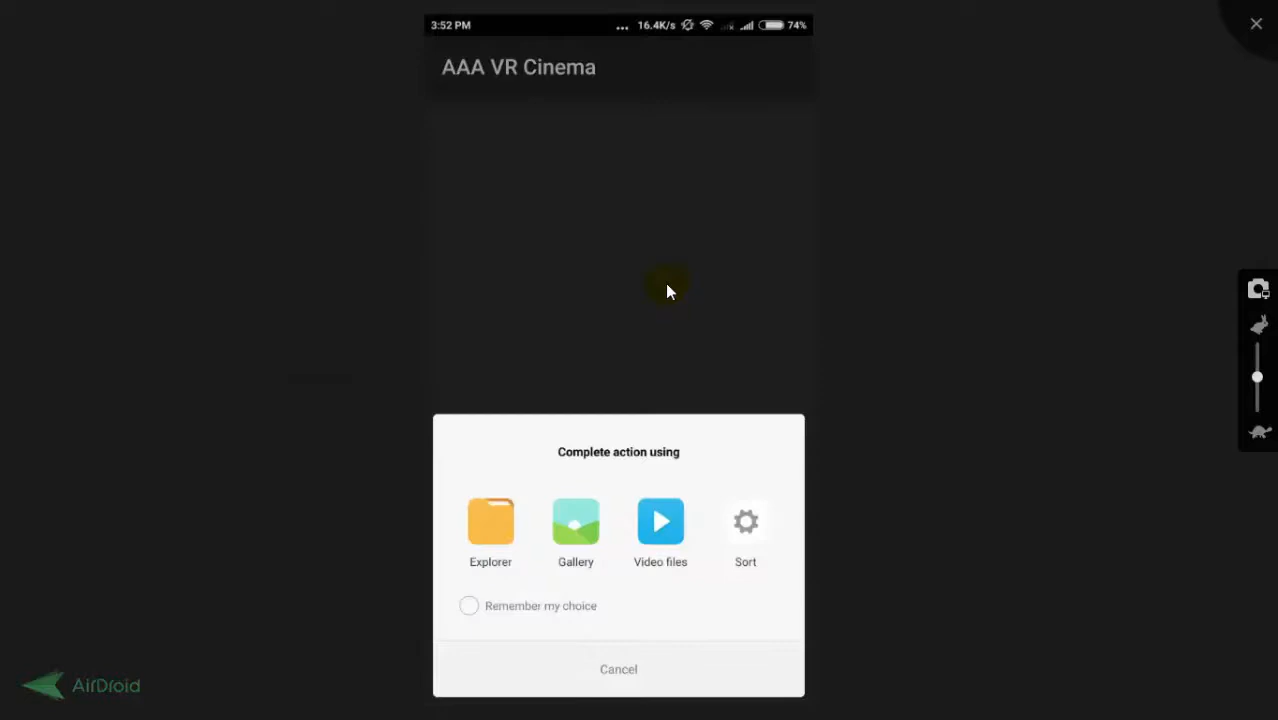 3:52 PM ... 16.4K/s 74%
AAA VR Cinema
Complete action using
Explorer Gallery Video files Sort
Remember my choice
Cancel
AirDroid